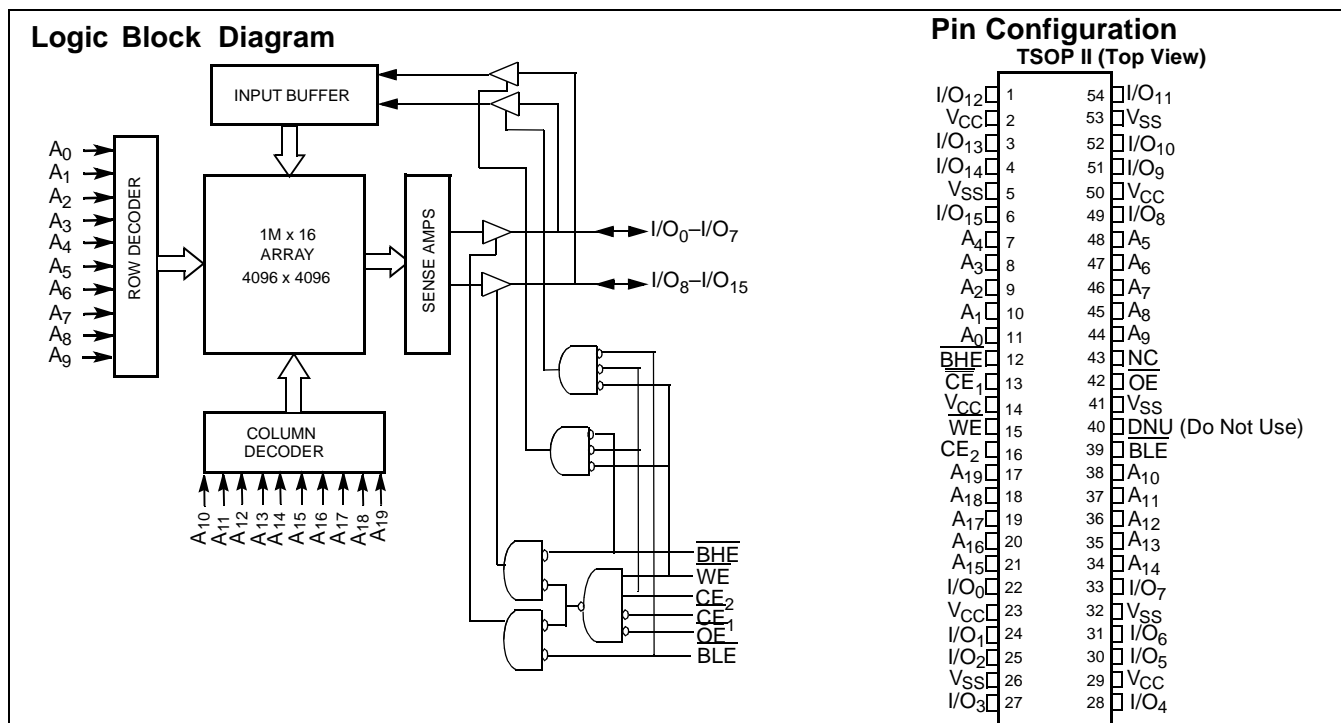 Logic Block Diagram
INPUT BUFFER
A0
A1
A2
A3
A4
A5
A6
A7
A8
A9
ROW DECODER
1M x 16
ARRAY
4096 x 4096
SENSE AMPS
I/O0–I/O7
I/O8–I/O15
COLUMN
DECODER
A10
A11
A12
A13
A14
A15
A16
A17
A18
A19
BHE
WE
CE2
CE1
OE
BLE
Pin Configuration
TSOP II (Top View)
I/O12 1 54 I/O11
VCC 2 53 VSS
I/O13 3 52 I/O10
I/O14 4 51 I/O9
VSS 5 50 VCC
I/O15 6 49 I/O8
A4 7 48 A5
A3 8 47 A6
A2 9 46 A7
A1 10 45 A8
A0 11 44 A9
BHE 12 43 NC
CE1 13 42 OE
VCC 14 41 VSS
WE 15 40 DNU (Do Not Use)
CE2 16 39 BLE
A19 17 38 A10
A18 18 37 A11
A17 19 36 A12
A16 20 35 A13
A15 21 34 A14
I/O0 22 33 I/O7
VCC 23 32 VSS
I/O1 24 31 I/O6
I/O2 25 30 I/O5
VSS 26 29 VCC
I/O3 27 28 I/O4